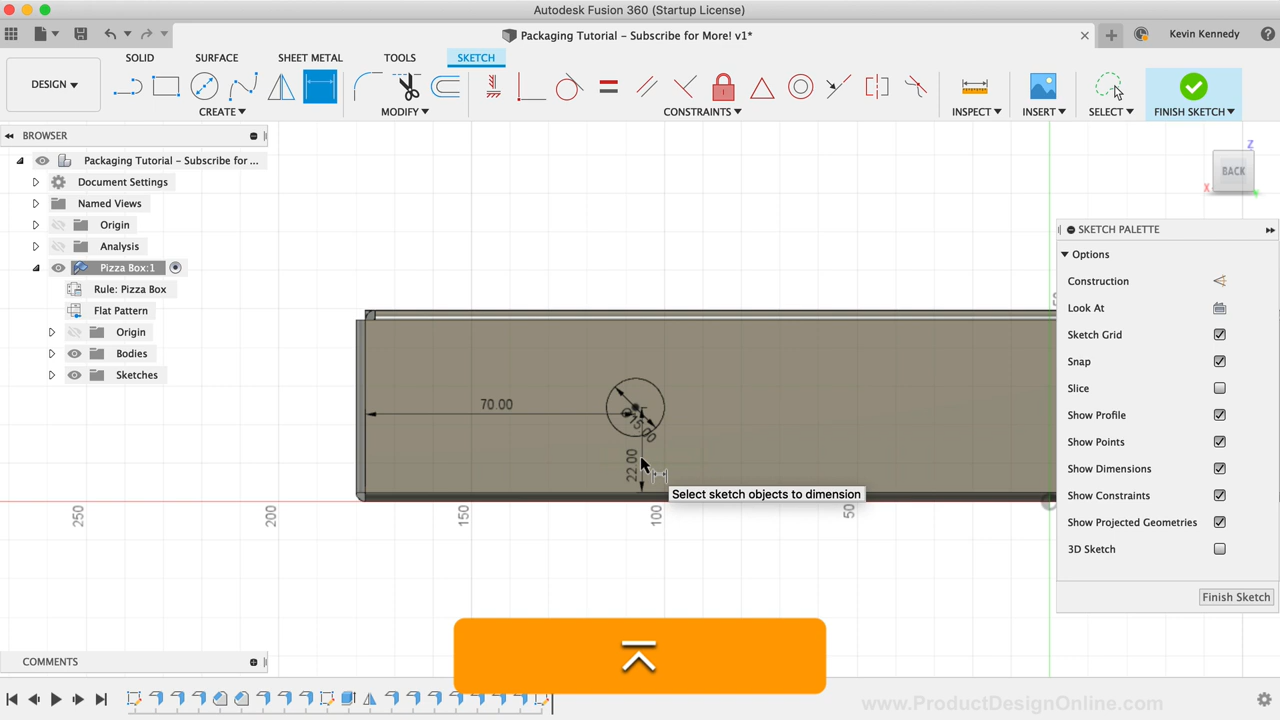 Autodesk Fusion 360 (Startup License)
Packaging Tutorial - Subscribe for More! v1*
Kevin Kennedy
SOLID
SURFACE
SHEET METAL
TOOLS
SKETCH
DESIGN
CREATE
MODIFY
CONSTRAINTS
INSPECT
INSERT
SELECT
FINISH SKETCH
BROWSER
Packaging Tutorial - Subscribe for ...
Document Settings
Named Views
Origin
Analysis
Pizza Box:1
Rule: Pizza Box
Flat Pattern
Origin
Bodies
Sketches
Z
BACK
X
SKETCH PALETTE
Options
Construction
Look At
Sketch Grid
Snap
Slice
Show Profile
Show Points
Show Dimensions
Show Constraints
Show Projected Geometries
3D Sketch
Finish Sketch
70.00
15.00
22.00
Select sketch objects to dimension
250
200
150
100
50
COMMENTS
www.ProductDesignOnline.com